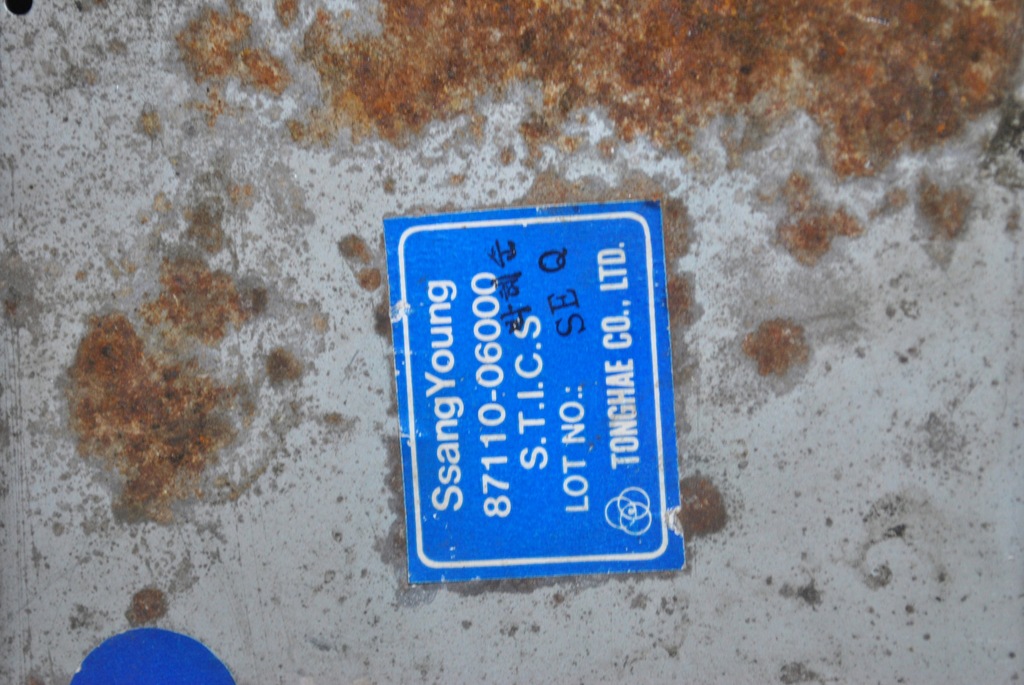 SsangYoung
87110-06000
S.T.I.C.S
LOT NO.: SE Q
TONGHAE CO., LTD.